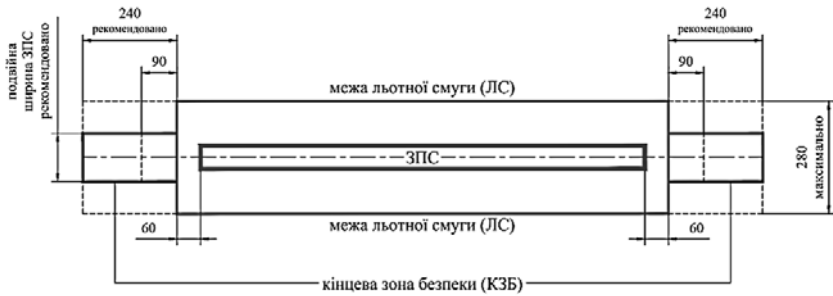 240
рекомендовано
240
рекомендовано
90
90
подвійна
ширина ЗПС
рекомендовано
межа льотної смуги (ЛС)
ЗПС
280
максимально
межа льотної смуги (ЛС)
60
60
кінцева зона безпеки (КЗБ)